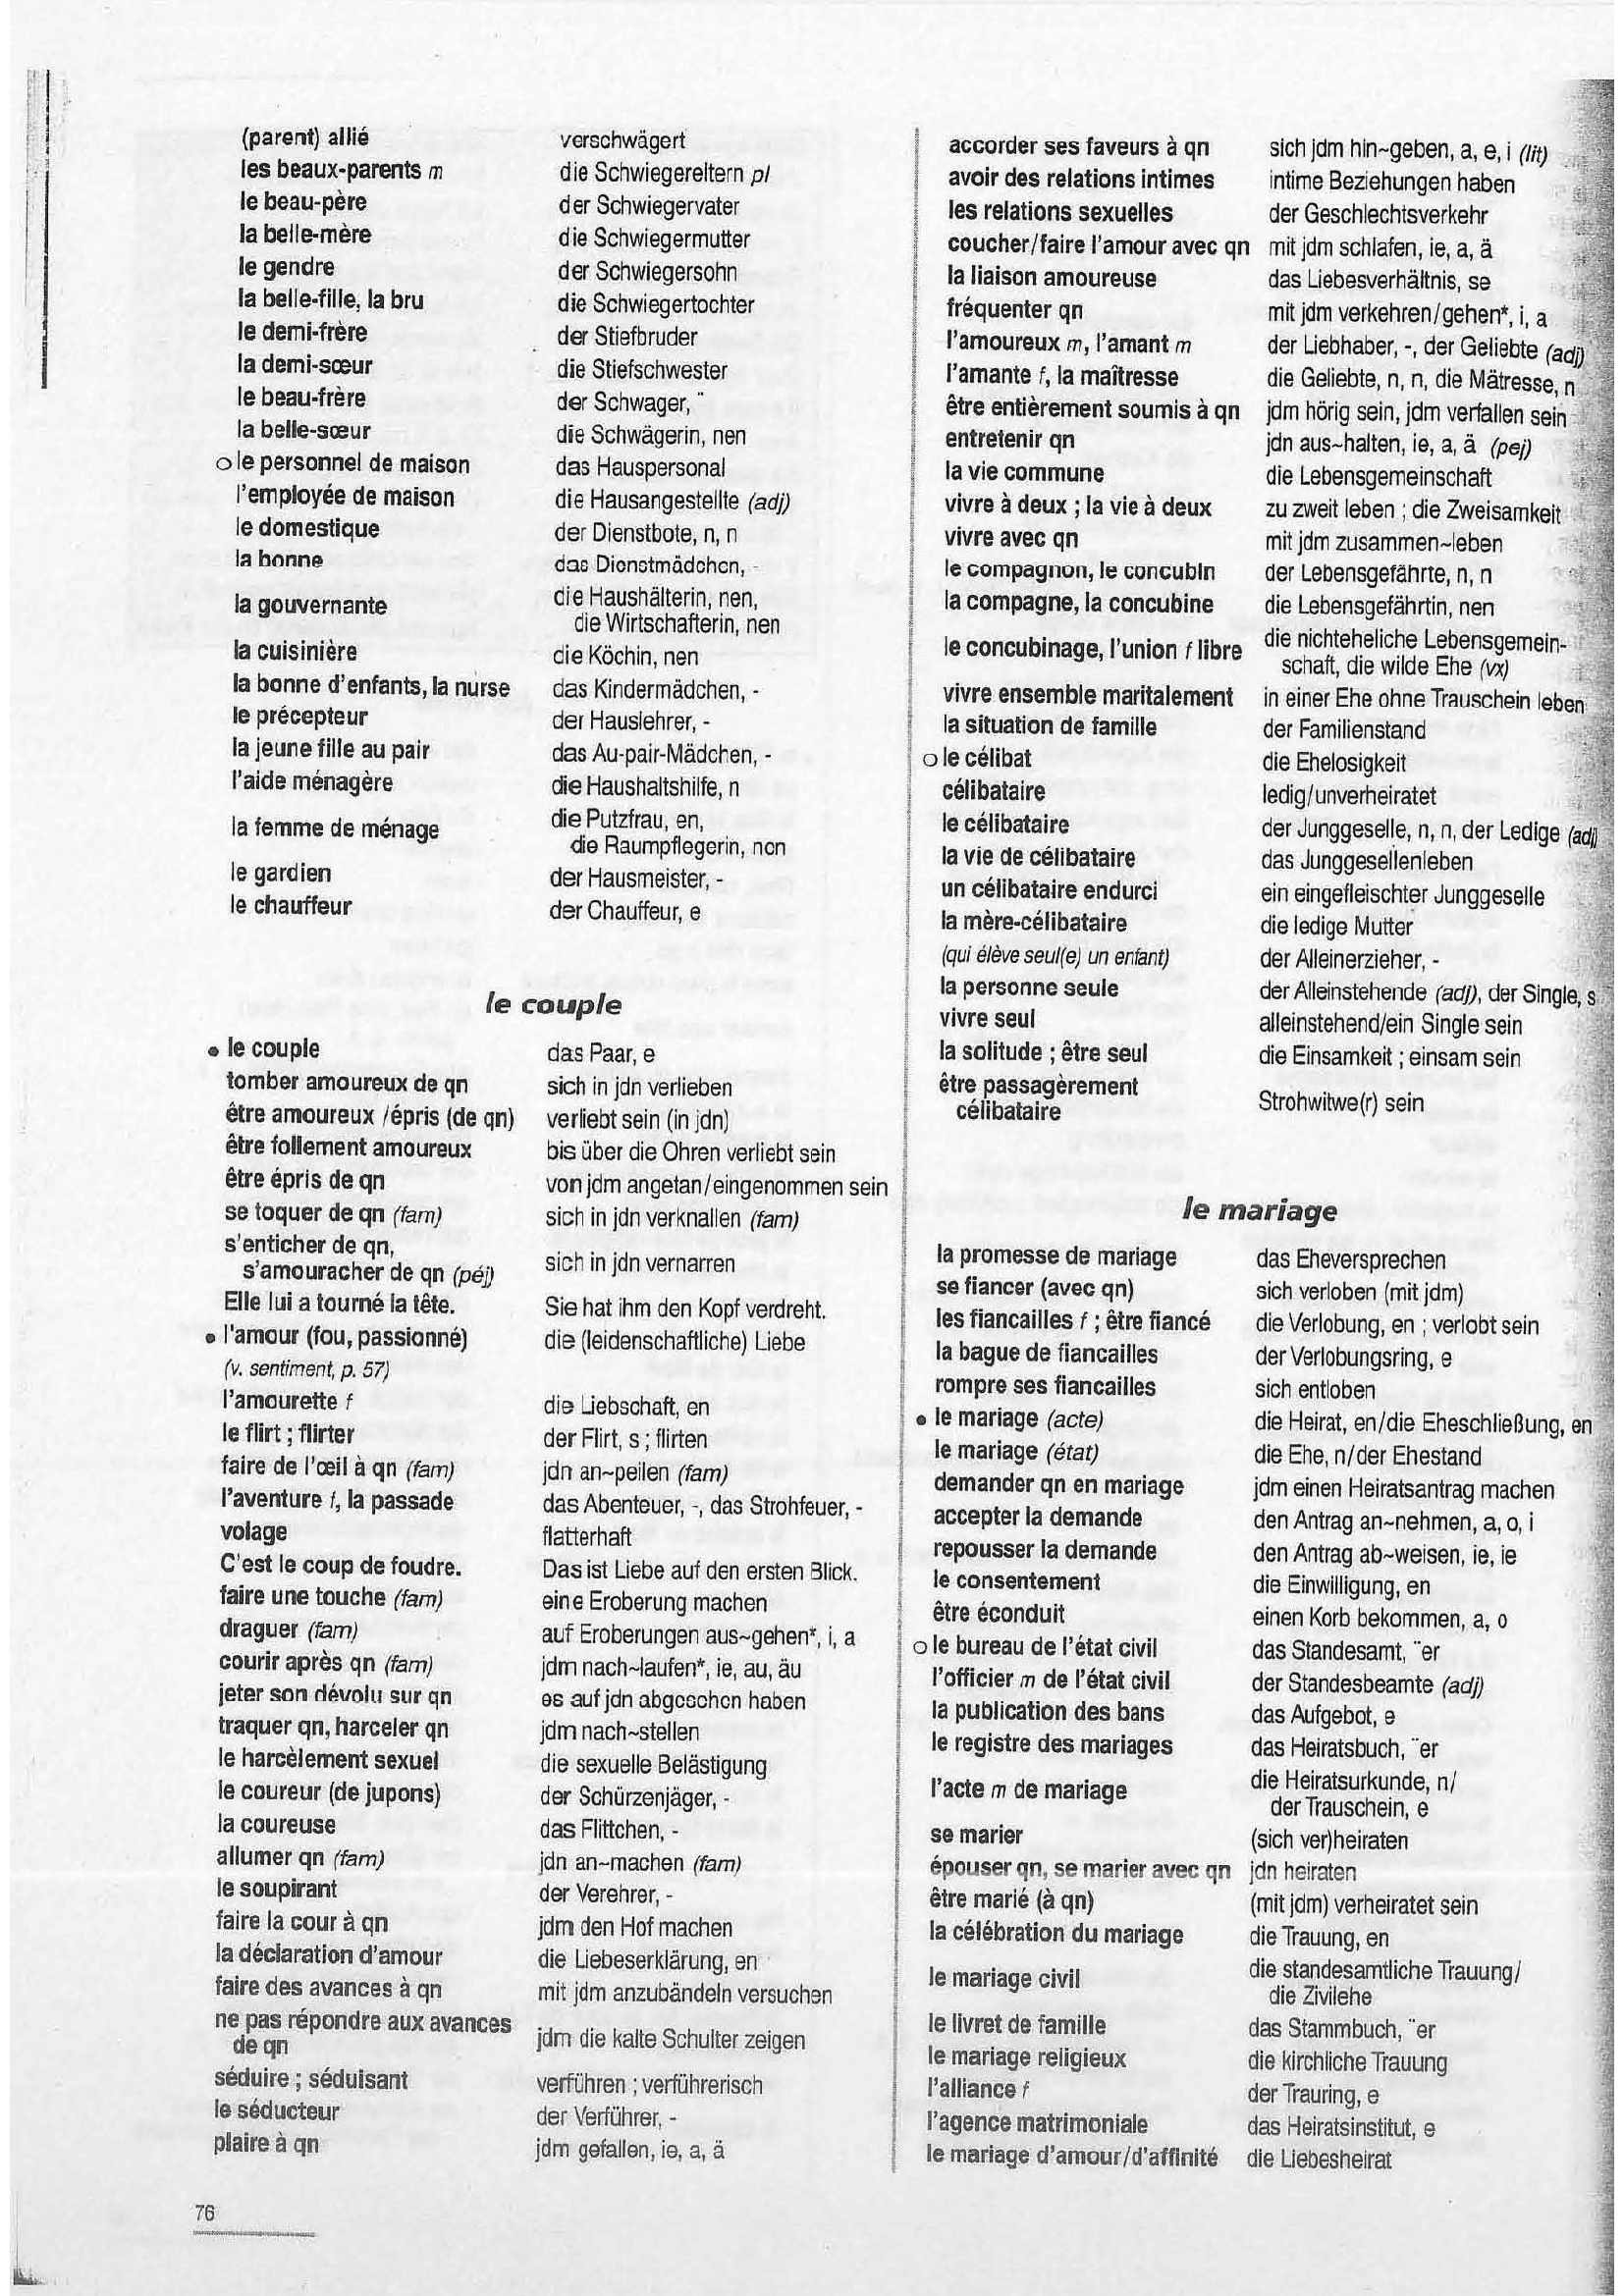 (parent) allié verschwägert
les beaux-parents m die Schwiegereltern pl
le beau-père der Schwiegervater
la belle-mère die Schwiegermutter
le gendre der Schwiegersohn
la belle-fille, la bru die Schwiegertochter
le demi-frère der Stiefbruder
la demi-sœur die Stiefschwester
le beau-frère der Schwager, ¨
la belle-sœur die Schwägerin, nen
o le personnel de maison das Hauspersonal
l'employée de maison die Hausangestellte (adj)
le domestique der Dienstbote, n, n
la bonne das Dienstmädchen, -
la gouvernante die Haushälterin, nen,
die Wirtschafterin, nen
la cuisinière die Köchin, nen
la bonne d'enfants, la nurse das Kindermädchen, -
le précepteur der Hauslehrer, -
la jeune fille au pair das Au-pair-Mädchen, -
l'aide ménagère die Haushaltshilfe, n
la femme de ménage die Putzfrau, en,
die Raumpflegerin, nen
le gardien der Hausmeister, -
le chauffeur der Chauffeur, e
le couple
• le couple das Paar, e
tomber amoureux de qn sich in jdn verlieben
être amoureux /épris (de qn) verliebt sein (in jdn)
être follement amoureux bis über die Ohren verliebt sein
être épris de qn von jdm angetan/eingenommen sein
se toquer de qn (fam) sich in jdn verknallen (fam)
s'enticher de qn,
s'amouracher de qn (péj) sich in jdn vernarren
Elle lui a tourné la tête. Sie hat ihm den Kopf verdreht.
• l'amour (fou, passionné) die (leidenschaftliche) Liebe
(v. sentiment, p. 57)
l'amourette f die Liebschaft, en
le flirt ; flirter der Flirt, s ; flirten
faire de l'œil à qn (fam) jdn an~peilen (fam)
l'aventure f, la passade das Abenteuer, -, das Strohfeuer, -
volage flatterhaft
C'est le coup de foudre. Das ist Liebe auf den ersten Blick.
faire une touche (fam) eine Eroberung machen
draguer (fam) auf Eroberungen aus~gehen*, i, a
courir après qn (fam) jdm nach~laufen*, ie, au, äu
jeter son dévolu sur qn es auf jdn abgesehen haben
traquer qn, harceler qn jdm nach~stellen
le harcèlement sexuel die sexuelle Belästigung
le coureur (de jupons) der Schürzenjäger, -
la coureuse das Flittchen, -
allumer qn (fam) jdn an~machen (fam)
le soupirant der Verehrer, -
faire la cour à qn jdm den Hof machen
la déclaration d'amour die Liebeserklärung, en
faire des avances à qn mit jdm anzubändeln versuchen
ne pas répondre aux avances
de qn jdm die kalte Schulter zeigen
séduire ; séduisant verführen ; verführerisch
le séducteur der Verführer, -
plaire à qn jdm gefallen, ie, a, ä
76
accorder ses faveurs à qn sich jdm hin~geben, a, e, i (lit)
avoir des relations intimes intime Beziehungen haben
les relations sexuelles der Geschlechtsverkehr
coucher/faire l'amour avec qn mit jdm schlafen, ie, a, ä
la liaison amoureuse das Liebesverhältnis, se
fréquenter qn mit jdm verkehren/gehen*, i, a
l'amoureux m, l'amant m der Liebhaber, -, der Geliebte (adj)
l'amante f, la maîtresse die Geliebte, n, n, die Mätresse, n
être entièrement soumis à qn jdm hörig sein, jdm verfallen sein
entretenir qn jdn aus~halten, ie, a, ä (pej)
la vie commune die Lebensgemeinschaft
vivre à deux ; la vie à deux zu zweit leben ; die Zweisamkeit
vivre avec qn mit jdm zusammen~leben
le compagnon, le concubin der Lebensgefährte, n, n
la compagne, la concubine die Lebensgefährtin, nen
le concubinage, l'union f libre die nichteheliche Lebensgemein-
schaft, die wilde Ehe (vx)
vivre ensemble maritalement in einer Ehe ohne Trauschein leben
la situation de famille der Familienstand
o le célibat die Ehelosigkeit
célibataire ledig/unverheiratet
le célibataire der Junggeselle, n, n, der Ledige (adj)
la vie de célibataire das Junggesellenleben
un célibataire endurci ein eingefleischter Junggeselle
la mère-célibataire die ledige Mutter
(qui élève seul(e) un enfant) der Alleinerzieher, -
la personne seule der Alleinstehende (adj), der Single, s
vivre seul alleinstehend/ein Single sein
la solitude ; être seul die Einsamkeit ; einsam sein
être passagèrement
célibataire Strohwitwe(r) sein
le mariage
la promesse de mariage das Eheversprechen
se fiancer (avec qn) sich verloben (mit jdm)
les fiancailles f ; être fiancé die Verlobung, en ; verlobt sein
la bague de fiancailles der Verlobungsring, e
rompre ses fiancailles sich entloben
• le mariage (acte) die Heirat, en/die Eheschließung, en
le mariage (état) die Ehe, n/der Ehestand
demander qn en mariage jdm einen Heiratsantrag machen
accepter la demande den Antrag an~nehmen, a, o, i
repousser la demande den Antrag ab~weisen, ie, ie
le consentement die Einwilligung, en
être éconduit einen Korb bekommen, a, o
o le bureau de l'état civil das Standesamt, ¨er
l'officier m de l'état civil der Standesbeamte (adj)
la publication des bans das Aufgebot, e
le registre des mariages das Heiratsbuch, ¨er
l'acte m de mariage die Heiratsurkunde, n/
der Trauschein, e
se marier (sich ver)heiraten
épouser qn, se marier avec qn jdn heiraten
être marié (à qn) (mit jdm) verheiratet sein
la célébration du mariage die Trauung, en
le mariage civil die standesamtliche Trauung/
die Zivilehe
le livret de famille das Stammbuch, ¨er
le mariage religieux die kirchliche Trauung
l'alliance f der Trauring, e
l'agence matrimoniale das Heiratsinstitut, e
le mariage d'amour/d'affinité die Liebesheirat